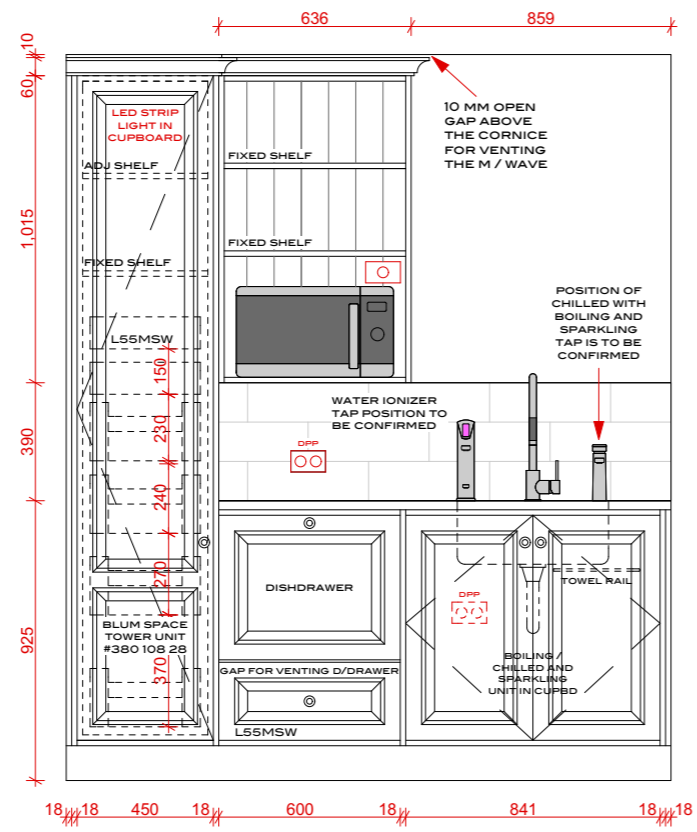 636
859
10
60
1,015
390
925
LED STRIP
LIGHT IN
CUPBOARD
ADJ SHELF
FIXED SHELF
L55MSW
150
230
240
270
370
BLUM SPACE
TOWER UNIT
#380 108 28
FIXED SHELF
FIXED SHELF
10 MM OPEN
GAP ABOVE
THE CORNICE
FOR VENTING
THE M / WAVE
POSITION OF
CHILLED WITH
BOILING AND
SPARKLING
TAP IS TO BE
CONFIRMED
WATER IONIZER
TAP POSITION TO
BE CONFIRMED
DPP
DISHDRAWER
GAP FOR VENTING D/DRAWER
L55MSW
TOWEL RAIL
DPP
BOILING /
CHILLED AND
SPARKLING
UNIT IN CUPBD
18 18 450 18 600 18 841 18 18